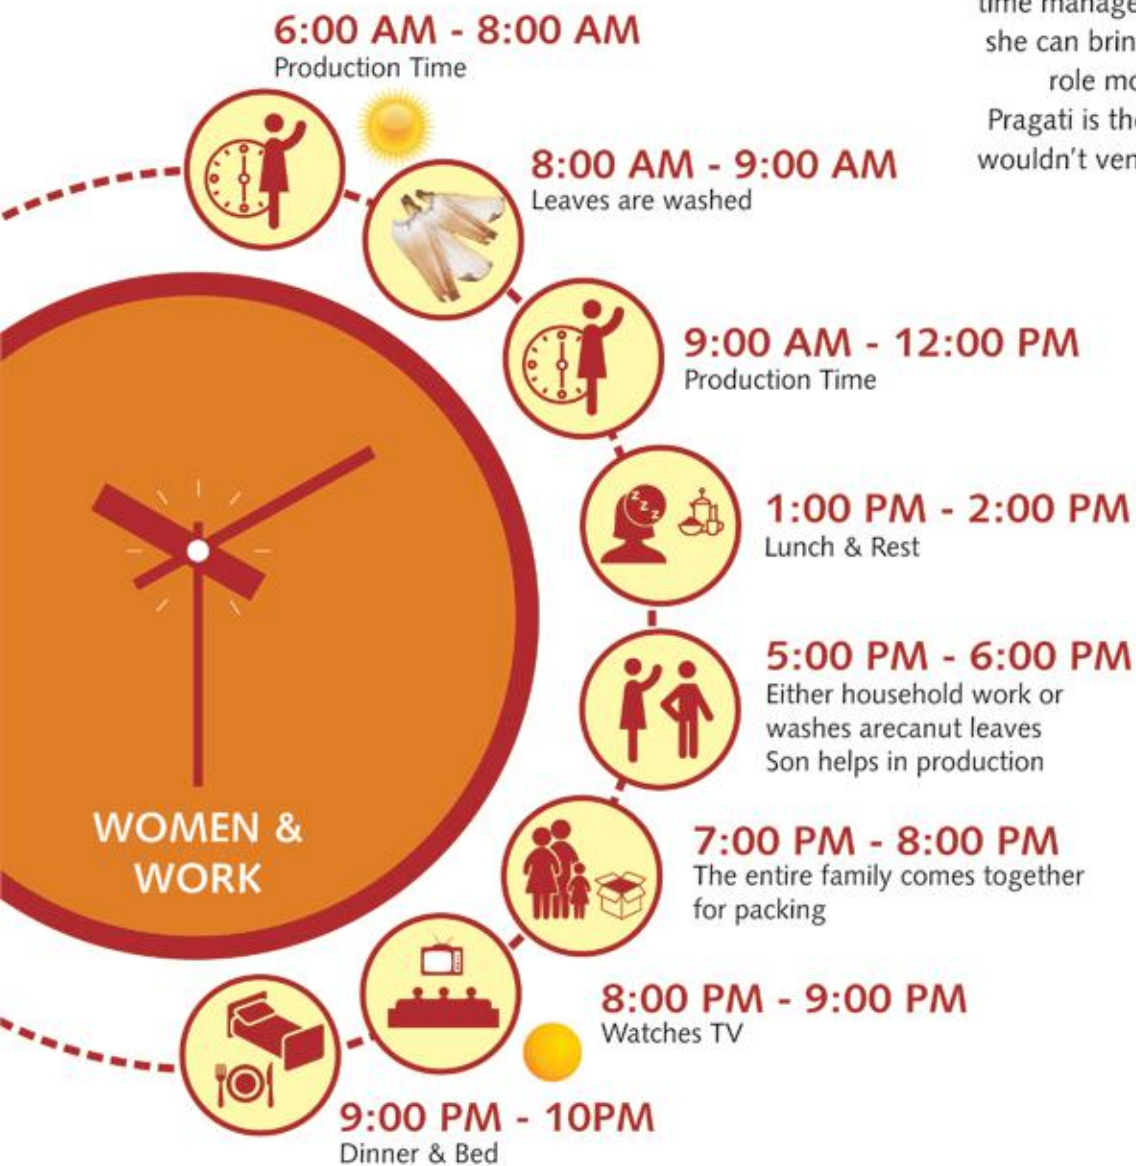 time manage
she can brin
role mo
Pragati is the
wouldn't ven
6:00 AM - 8:00 AM
Production Time
8:00 AM - 9:00 AM
Leaves are washed
9:00 AM - 12:00 PM
Production Time
1:00 PM - 2:00 PM
Lunch & Rest
z z z
5:00 PM - 6:00 PM
Either household work or
washes arecanut leaves
Son helps in production
7:00 PM - 8:00 PM
The entire family comes together
for packing
8:00 PM - 9:00 PM
Watches TV
9:00 PM - 10PM
Dinner & Bed
WOMEN &
WORK